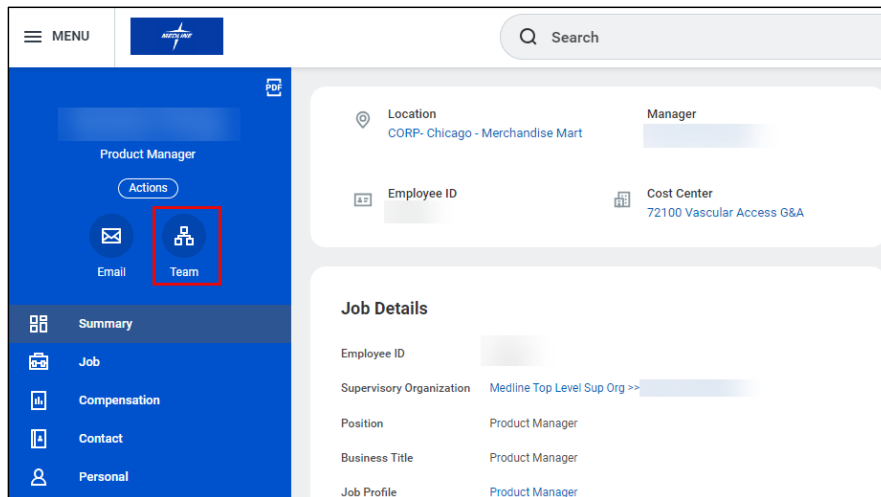 MENU
MEDLINE
Search
PDF
Product Manager
Actions
Email
Team
Summary
Job
Compensation
Contact
Personal
Location
CORP- Chicago - Merchandise Mart
Manager
Employee ID
Cost Center
72100 Vascular Access G&A
Job Details
Employee ID
Supervisory Organization Medline Top Level Sup Org >>
Position Product Manager
Business Title Product Manager
Job Profile Product Manager